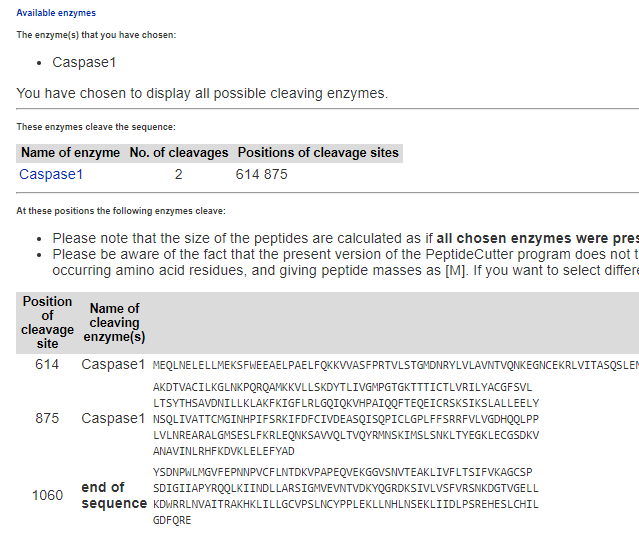 Available enzymes
The enzyme(s) that you have chosen:
• Caspase1
You have chosen to display all possible cleaving enzymes.
These enzymes cleave the sequence:
Name of enzyme No. of cleavages Positions of cleavage sites
Caspase1 2 614 875
At these positions the following enzymes cleave:
• Please note that the size of the peptides are calculated as if all chosen enzymes were pres
• Please be aware of the fact that the present version of the PeptideCutter program does not t
occurring amino acid residues, and giving peptide masses as [M]. If you want to select differe
Position of cleavage site Name of cleaving enzyme(s)
614 Caspase1 MEQLNELELLMEKSFWEEAELPAELFQKKVVASFPRTVLSTGMDNRYLVLAVNTVQNKEGNCEKRLVITASQSLEN
AKDTVACILKGLNKPQRQAMKKVLLSKDYTLIVGMPGTGKTTTICTLVRILYACGFSVL
LTSYTHSAVDNILLKLAKFKIGFLRLGQIQKVHPAIQQFTEQEICRSKSIKSLALLEELY
875 Caspase1 NSQLIVATTCMGINHPIFSRKIFDFCIVDEASQISQPICLGPLFFSRRFVLVGDHQQLPP
LVLNREARALGMSESLFKRLEQNKSAVVQLTVQYRMNSKIMSLSNKLTYEGKLECGSDKV
ANAVINLRHFKDVKLELEFYAD
YSDNPWLMGVFEPNNPVCFLNTDKVPAPEQVEKGGVSNVTEAKLIVFLTSIFVKAGCSP
1060 end of sequence SDIGIIAPYRQQLKIINDLLARSIGMVEVNTVDKYQGRDKSIVLVSFVRSNKDGTVGELL
KDWRRLNVAITRAKHKLILLGCVPSLNCYPPLEKLLNHLNSEKLIIDLPSREHESLCHIL
GDFQRE